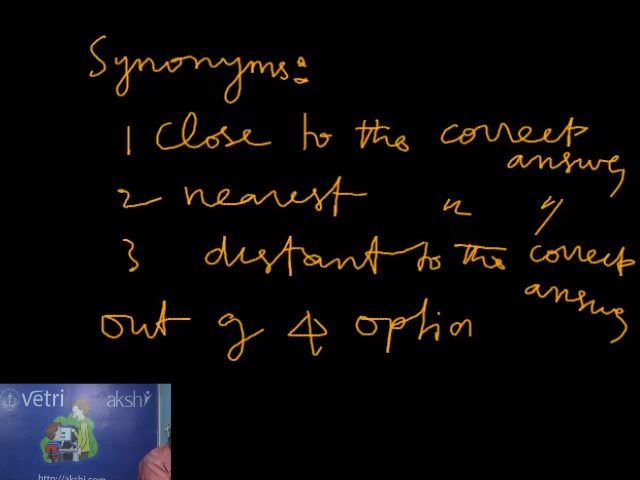 Synonyms:
1 Close to the correct
answer
2 nearest " "
3 distant to the correct
answer
out of 4 option
Vetri akshi
http://akshi.com